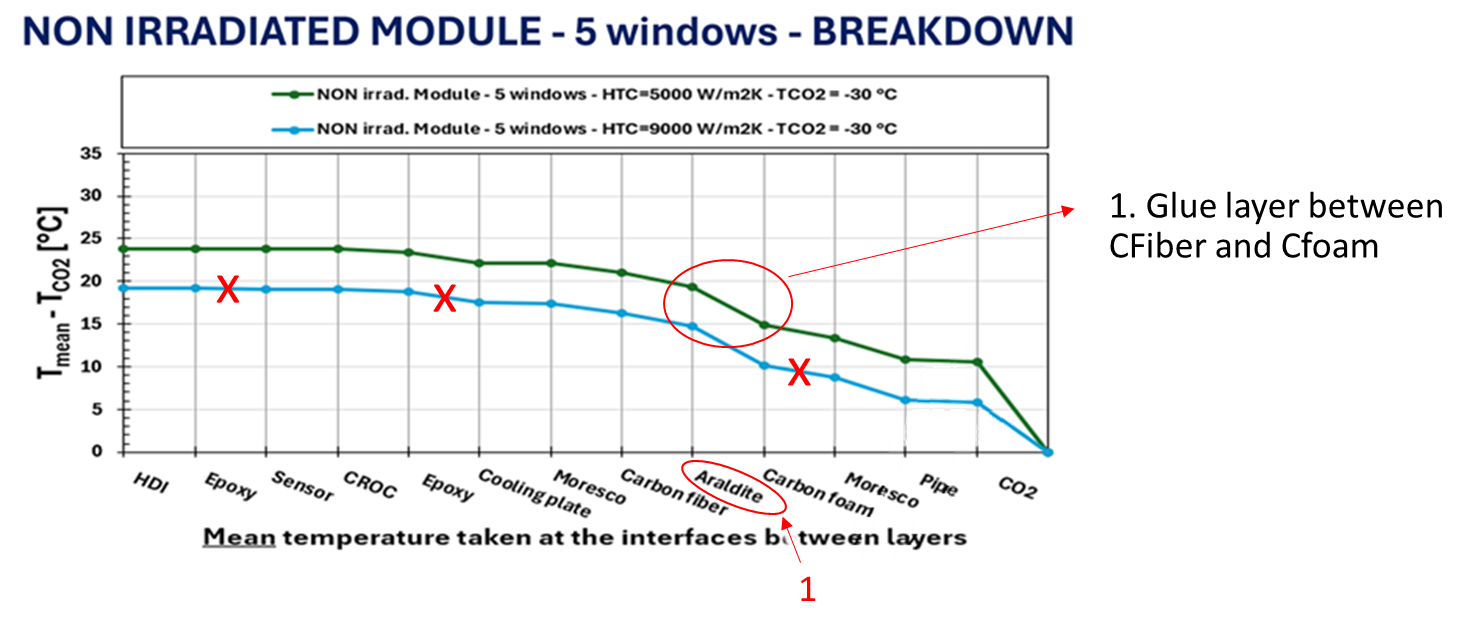 NON IRRADIATED MODULE - 5 windows - BREAKDOWN
NON irrad. Module - 5 windows - HTC=5000 W/m2K - TCO2 = -30 ºC
NON irrad. Module - 5 windows - HTC=9000 W/m2K - TCO2 = -30 ºC
Tmean - TCO2 [ºC]
35
30
25
20
15
10
5
0
X
X
X
1. Glue layer between
CFiber and Cfoam
HDI
Epoxy
Sensor
CROC
Epoxy
Cooling plate
Moresco
Carbon fiber
Araldite
Carbon foam
Moresco
Pipe
CO2
Mean temperature taken at the interfaces between layers
1